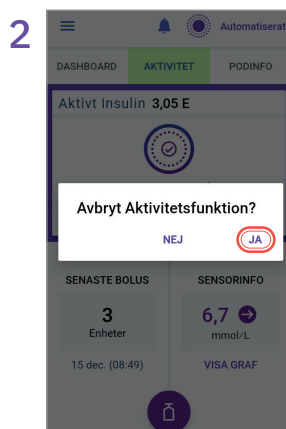 2
Automatiserat
DASHBOARD AKTIVITET PODINFO
Aktivt Insulin 3,05 E
Avbryt Aktivitetsfunktion?
NEJ JA
SENASTE BOLUS SENSORINFO
3 6,7
Enheter mmol/L
15 dec. (08:49) VISA GRAF